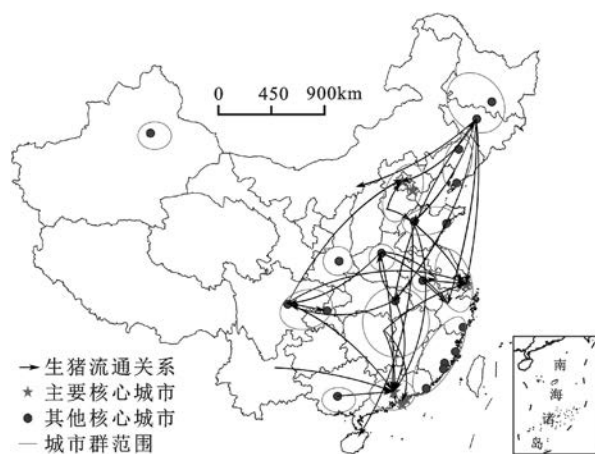 0 450 900km
生猪流通关系
主要核心城市
其他核心城市
城市群范围
南
海
诸
岛